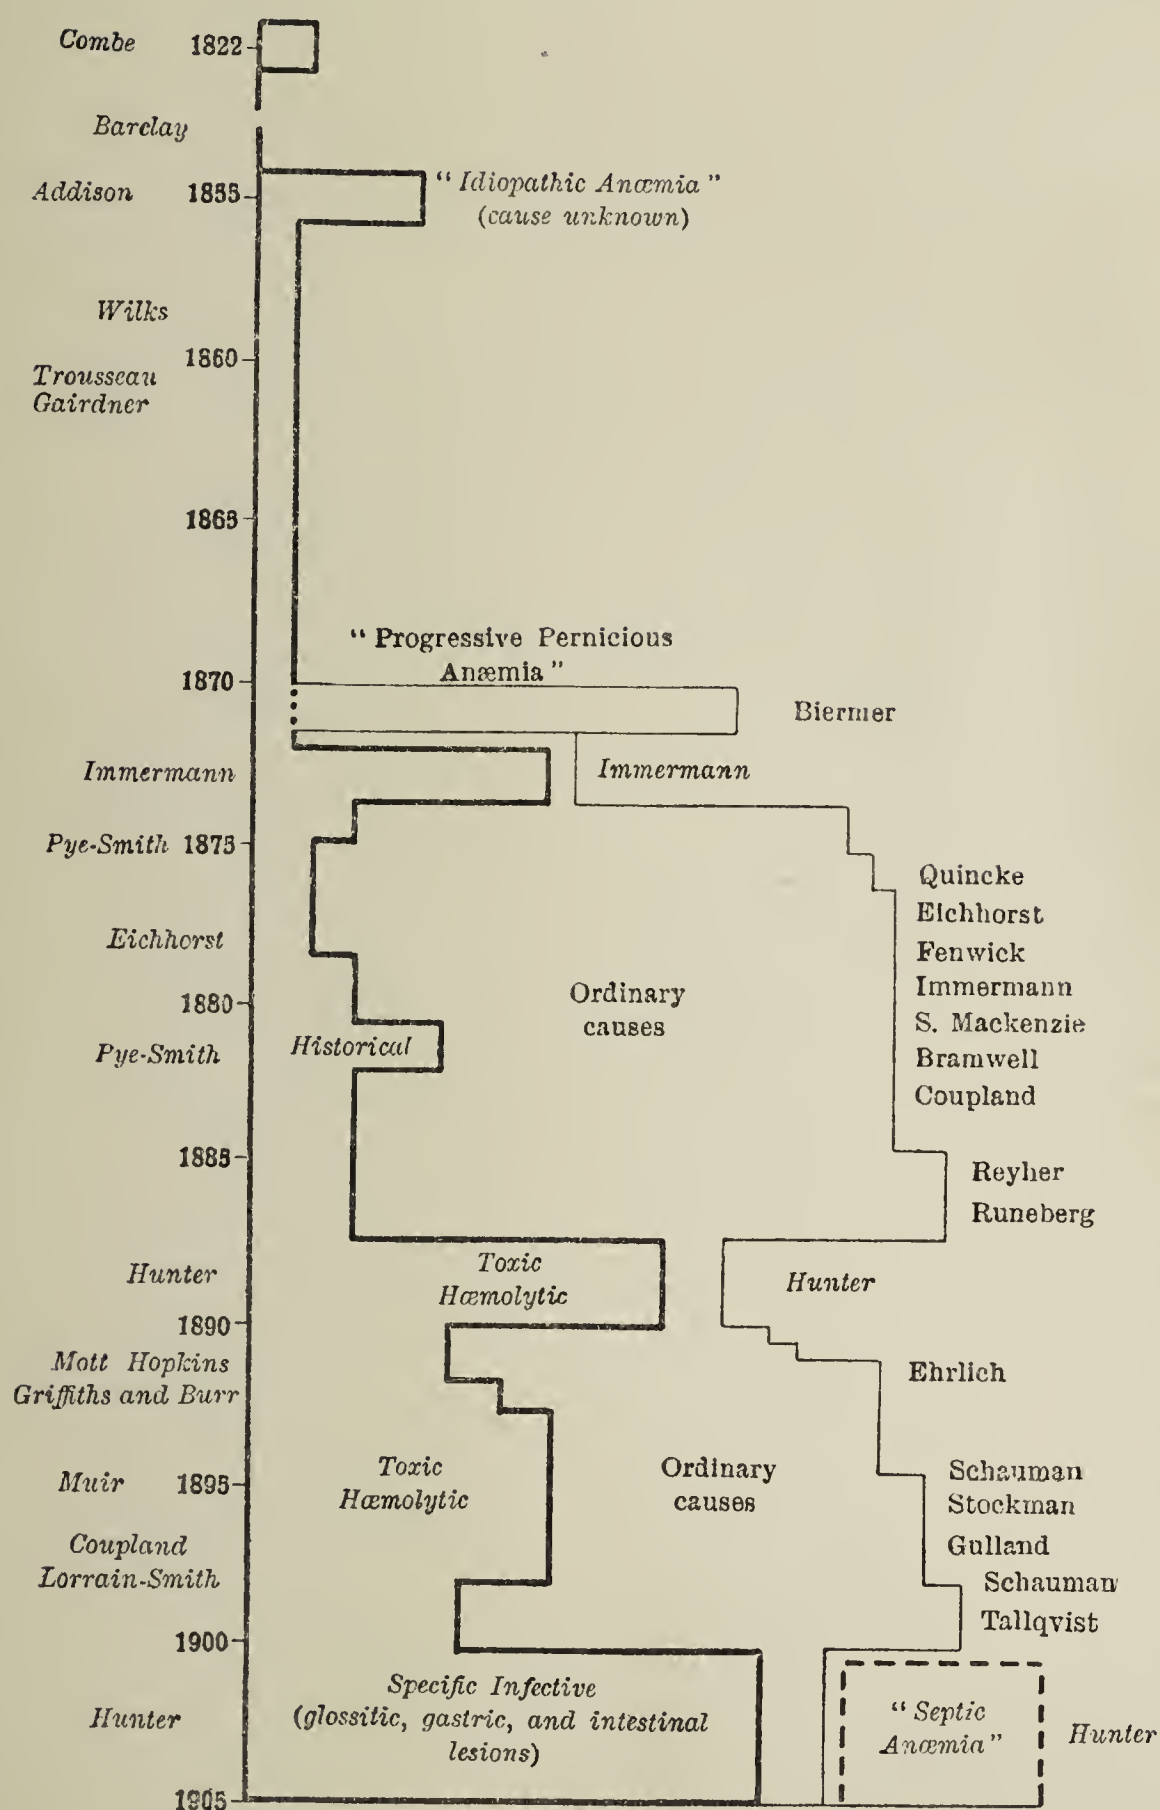 Combe 1822
Barclay
Addison 1855
"Idiopathic Anæmia"
(cause unknown)
Wilks
1860
Trousseau
Gairdner
1865
"Progressive Pernicious
Anæmia"
1870
Biermer
Immermann
Immermann
Pye-Smith 1875
Quincke
Eichhorst
Eichhorst
Fenwick
Immermann
S. Mackenzie
Bramwell
Coupland
1880
Ordinary
causes
Pye-Smith
Historical
1885
Reyher
Runeberg
Hunter
Toxic
Hæmolytic
Hunter
1890
Mott Hopkins
Griffiths and Burr
Ehrlich
Muir 1895
Toxic
Hæmolytic
Ordinary
causes
Schauman
Stockman
Gulland
Coupland
Lorrain-Smith
Schauman
Tallqvist
1900
Hunter
Specific Infective
(glossitic, gastric, and intestinal
lesions)
"Septic
Anæmia"
Hunter
1905